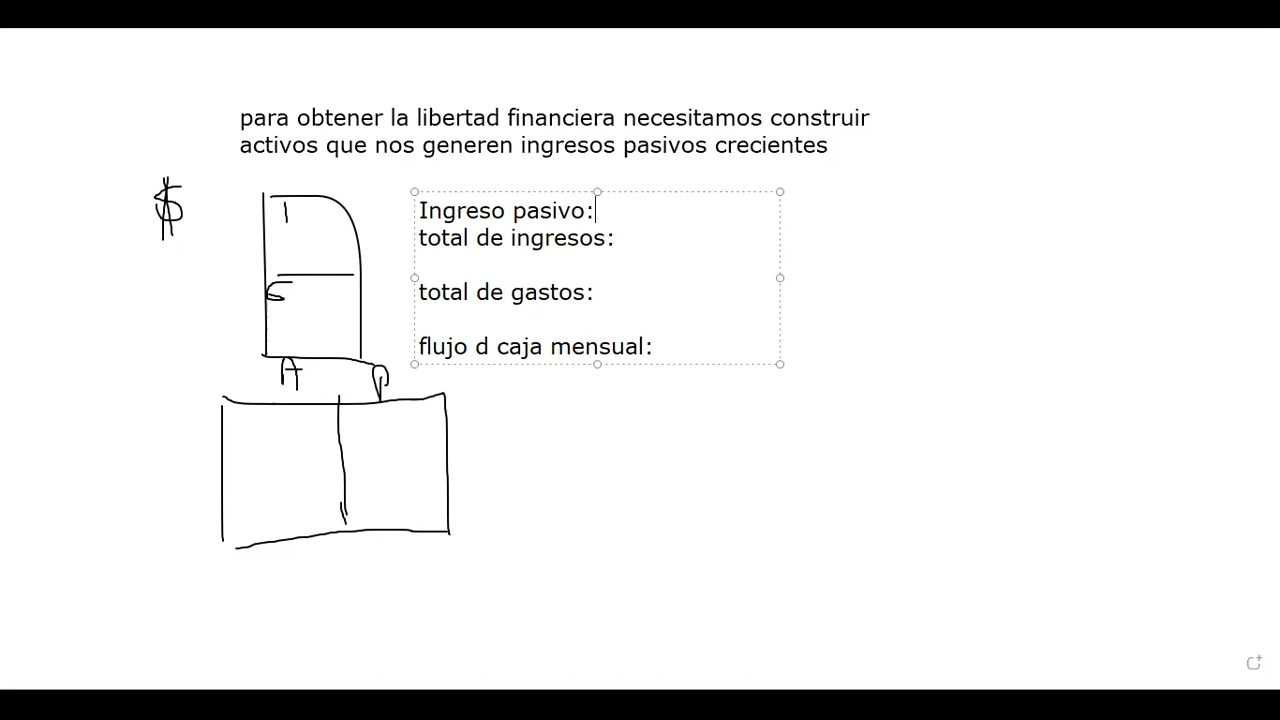 para obtener la libertad financiera necesitamos construir
activos que nos generen ingresos pasivos crecientes
$
I
Ingreso pasivo:
total de ingresos:
G
total de gastos:
flujo d caja mensual:
A
P